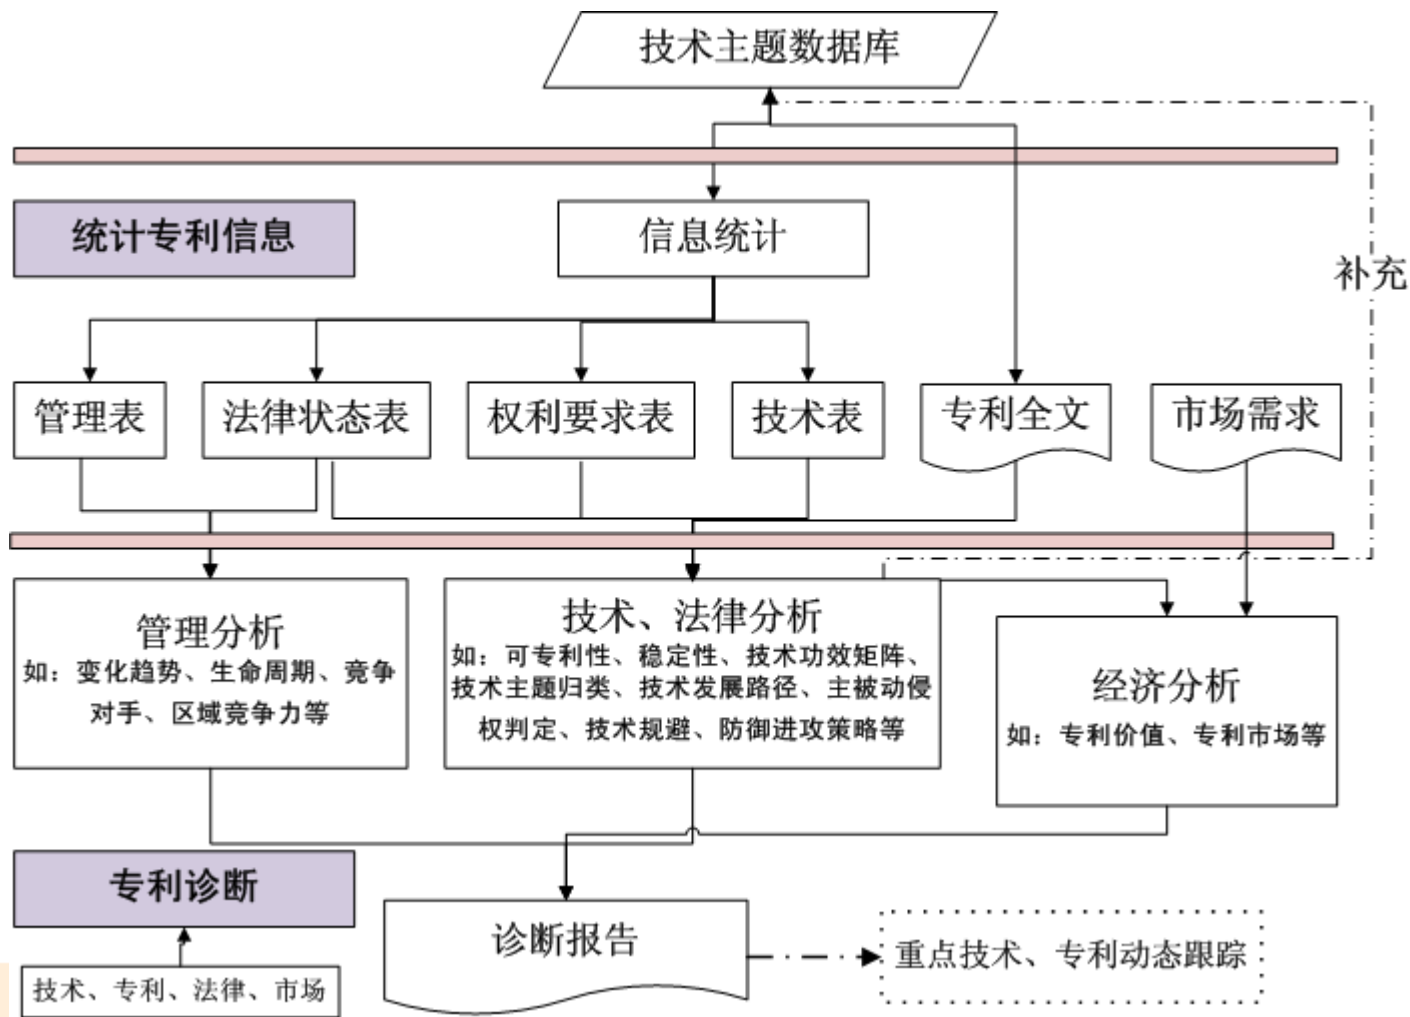 技术主题数据库
统计专利信息
信息统计
补充
管理表
法律状态表
权利要求表
技术表
专利全文
市场需求
管理分析
如：变化趋势、生命周期、竞争
对手、区域竞争力等
技术、法律分析
如：可专利性、稳定性、技术功效矩阵、
技术主题归类、技术发展路径、主被动侵
权判定、技术规避、防御进攻策略等
经济分析
如：专利价值、专利市场等
专利诊断
诊断报告
重点技术、专利动态跟踪
技术、专利、法律、市场